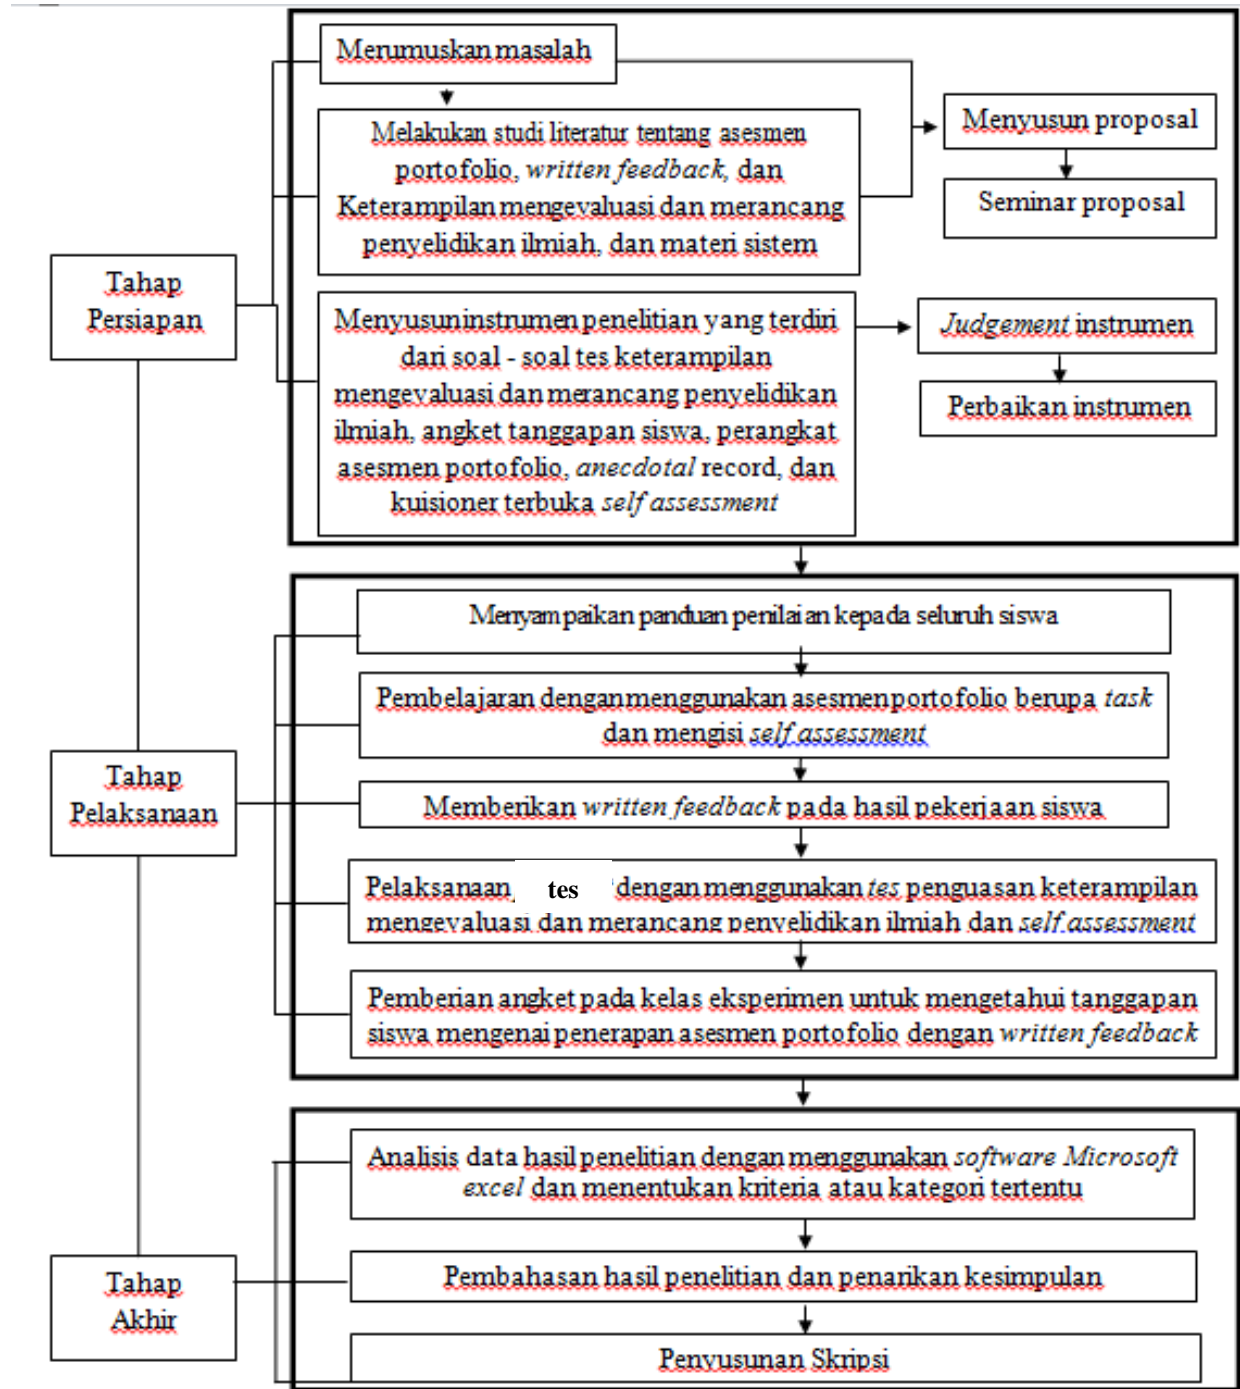 Merumuskan masalah
Melakukan studi literatur tentang asesmen
portofolio, written feedback, dan
Keterampilan mengevaluasi dan merancang
penyelidikan ilmiah, dan materi sistem
Menyusun proposal
Seminar proposal
Tahap
Persiapan
Menyusun instrumen penelitian yang terdiri
dari soal - soal tes keterampilan
mengevaluasi dan merancang penyelidikan
ilmiah, angket tanggapan siswa, perangkat
asesmen portofolio, anecdotal record, dan
kuisioner terbuka self assessment
Judgement instrumen
Perbaikan instrumen
Menyampaikan panduan penilaian kepada seluruh siswa
Pembelajaran dengan menggunakan asesmen portofolio berupa task
dan mengisi self assessment
Tahap
Pelaksanaan
Memberikan written feedback pada hasil pekerjaan siswa
Pelaksanaan tes dengan menggunakan tes penguasan keterampilan
mengevaluasi dan merancang penyelidikan ilmiah dan self assessment
Pemberian angket pada kelas eksperimen untuk mengetahui tanggapan
siswa mengenai penerapan asesmen portofolio dengan written feedback
Analisis data hasil penelitian dengan menggunakan software Microsoft
excel dan menentukan kriteria atau kategori tertentu
Tahap
Akhir
Pembahasan hasil penelitian dan penarikan kesimpulan
Penyusunan Skripsi